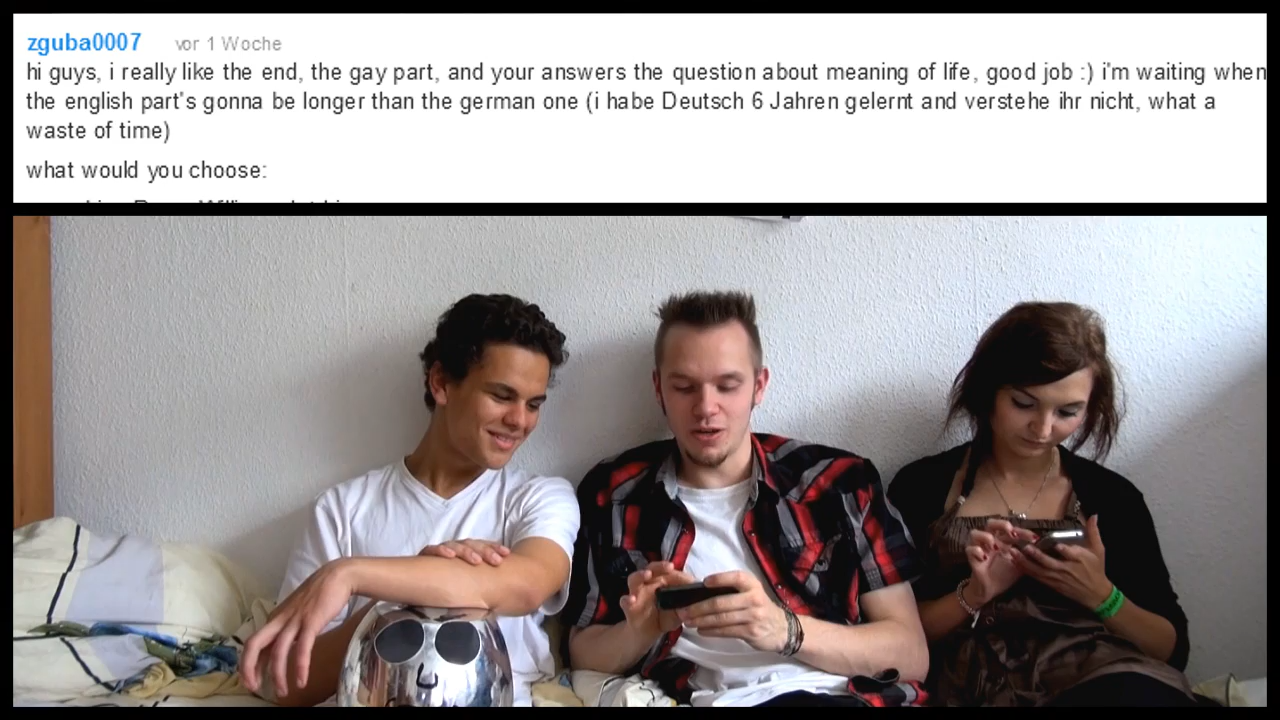 zguba0007 vor 1 Woche
hi guys, i really like the end, the gay part, and your answers the question about meaning of life, good job :) i'm waiting when
the english part's gonna be longer than the german one (i habe Deutsch 6 Jahren gelernt and verstehe ihr nicht, what a
waste of time)
what would you choose: